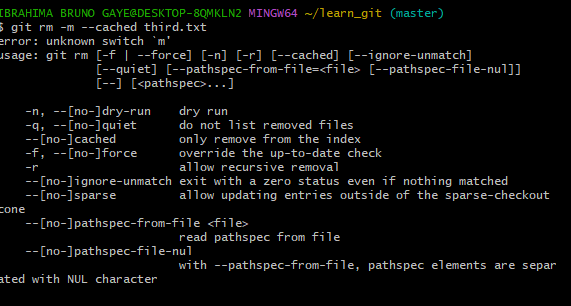 IBRAHIMA BRUNO GAYE@DESKTOP-8QMKLN2 MINGW64 ~/learn_git (master)
$ git rm -m --cached third.txt
error: unknown switch `m'
usage: git rm [-f | --force] [-n] [-r] [--cached] [--ignore-unmatch]
[--quiet] [--pathspec-from-file=<file> [--pathspec-file-nul]]
[--] [<pathspec>...]
-n, --[no-]dry-run    dry run
-q, --[no-]quiet      do not list removed files
--[no-]cached         only remove from the index
-f, --[no-]force      override the up-to-date check
-r                    allow recursive removal
--[no-]ignore-unmatch exit with a zero status even if nothing matched
--[no-]sparse         allow updating entries outside of the sparse-checkout
cone
--[no-]pathspec-from-file <file>
read pathspec from file
--[no-]pathspec-file-nul
with --pathspec-from-file, pathspec elements are separ
ated with NUL character